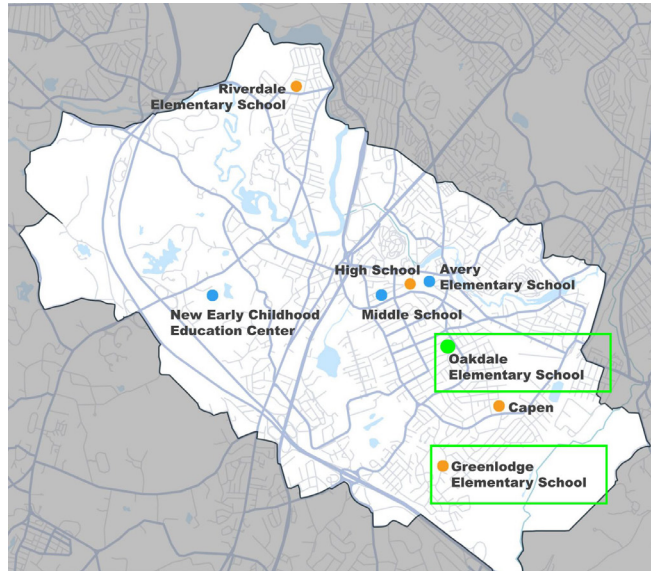 Riverdale
Elementary School
High School
Avery
Elementary School
New Early Childhood
Education Center
Middle School
Oakdale
Elementary School
Capen
Greenlodge
Elementary School